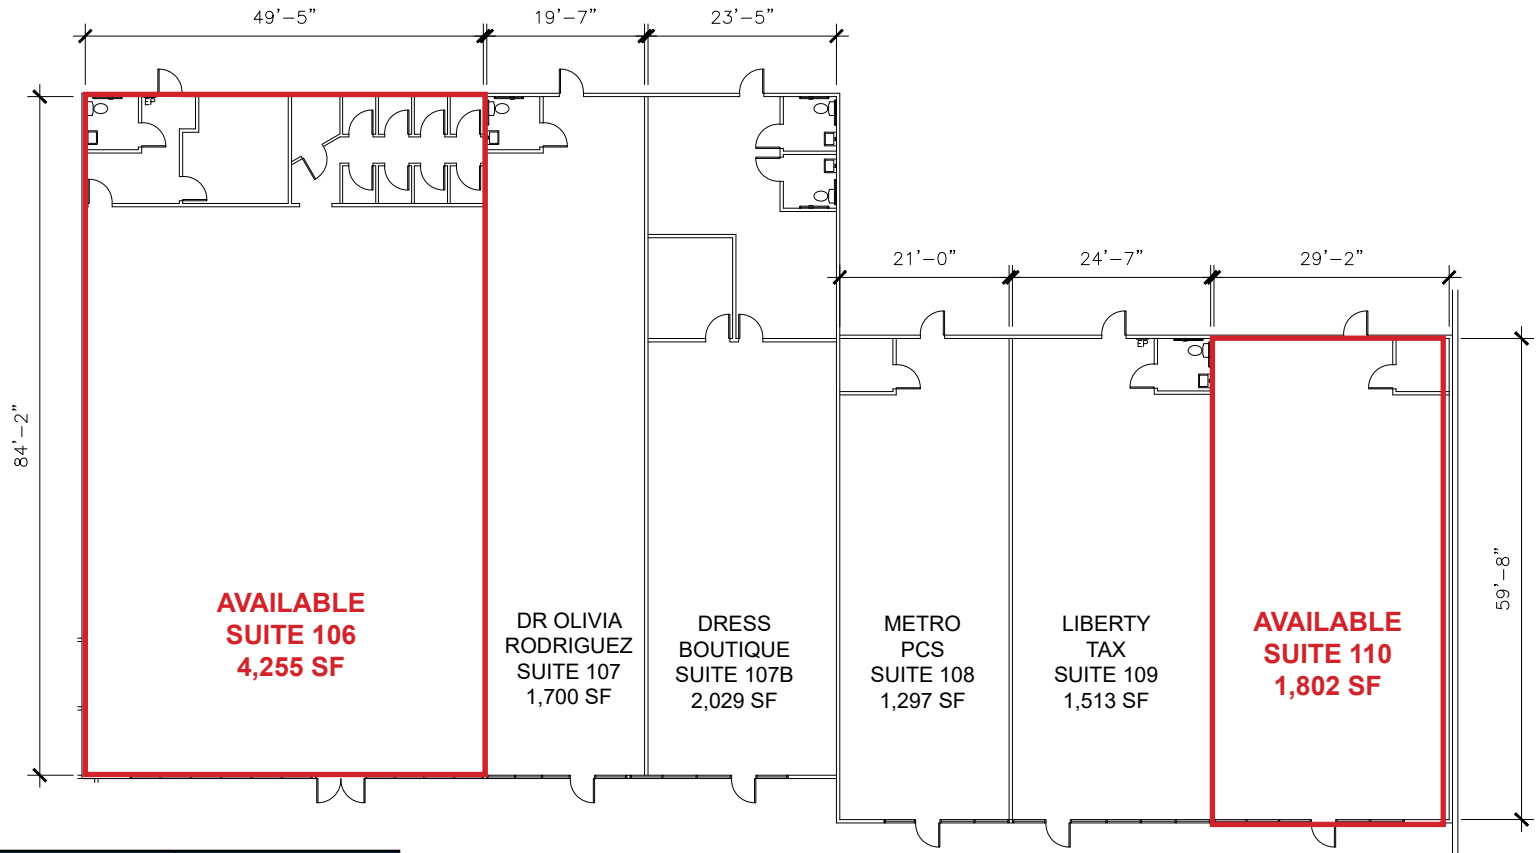 49'-5"
19'-7"
23'-5"
EP
21'-0"
24'-7"
29'-2"
EP
84'-2"
59'-8"
AVAILABLE
SUITE 106
4,255 SF
DR OLIVIA
RODRIGUEZ
SUITE 107
1,700 SF
DRESS
BOUTIQUE
SUITE 107B
2,029 SF
METRO
PCS
SUITE 108
1,297 SF
LIBERTY
TAX
SUITE 109
1,513 SF
AVAILABLE
SUITE 110
1,802 SF